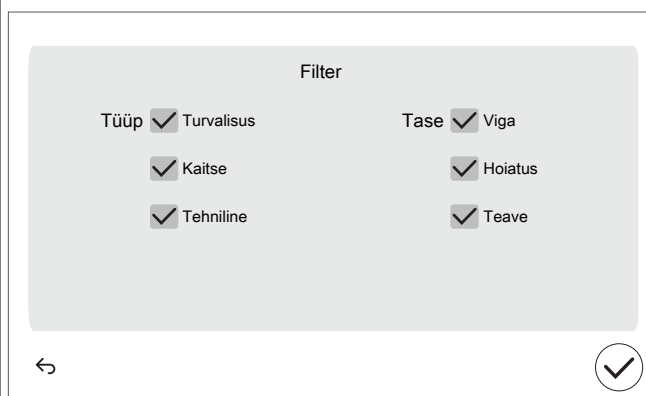 Filter
Tüüp Turvalisus Tase Viga
Kaitse Hoiatus
Tehniline Teave